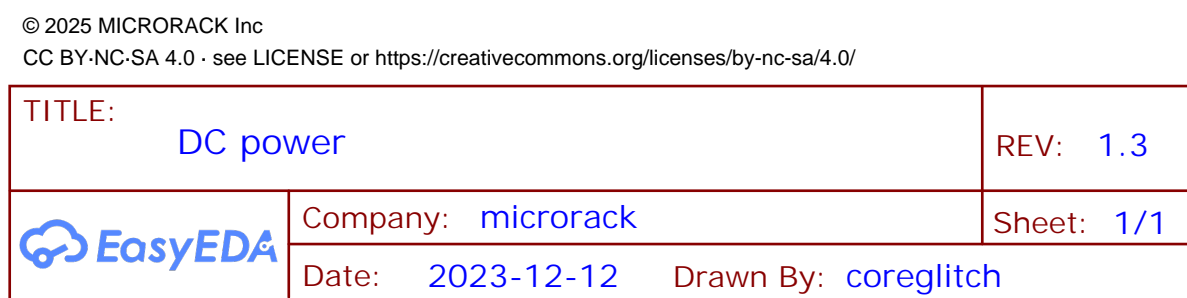 © 2025 MICRORACK Inc
CC BY-NC-SA 4.0 · see LICENSE or https://creativecommons.org/licenses/by-nc-sa/4.0/
TITLE:
DC power
REV: 1.3
EasyEDA
Company: microrack
Sheet: 1/1
Date: 2023-12-12 Drawn By: coreglitch